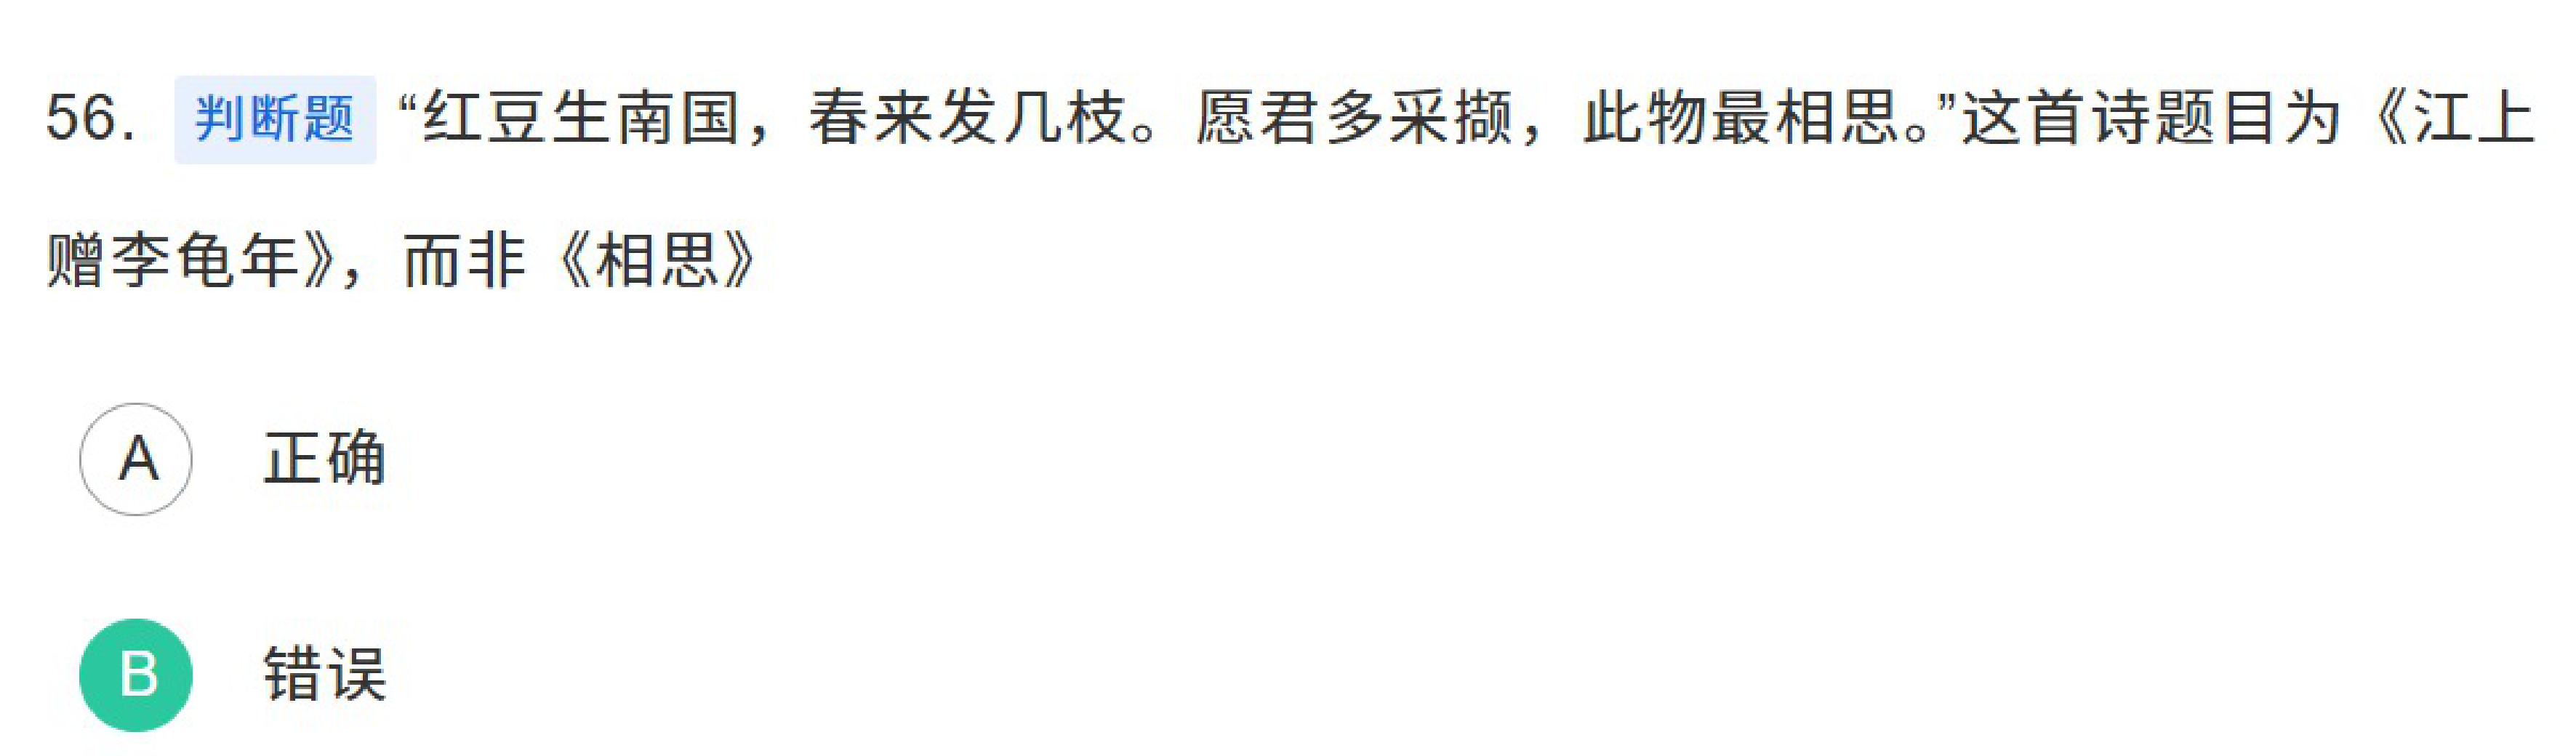 56. 判断题 “红豆生南国，春来发几枝。愿君多采撷，此物最相思。”这首诗题目为《江上
赠李龟年》，而非《相思》
A 正确
B 错误